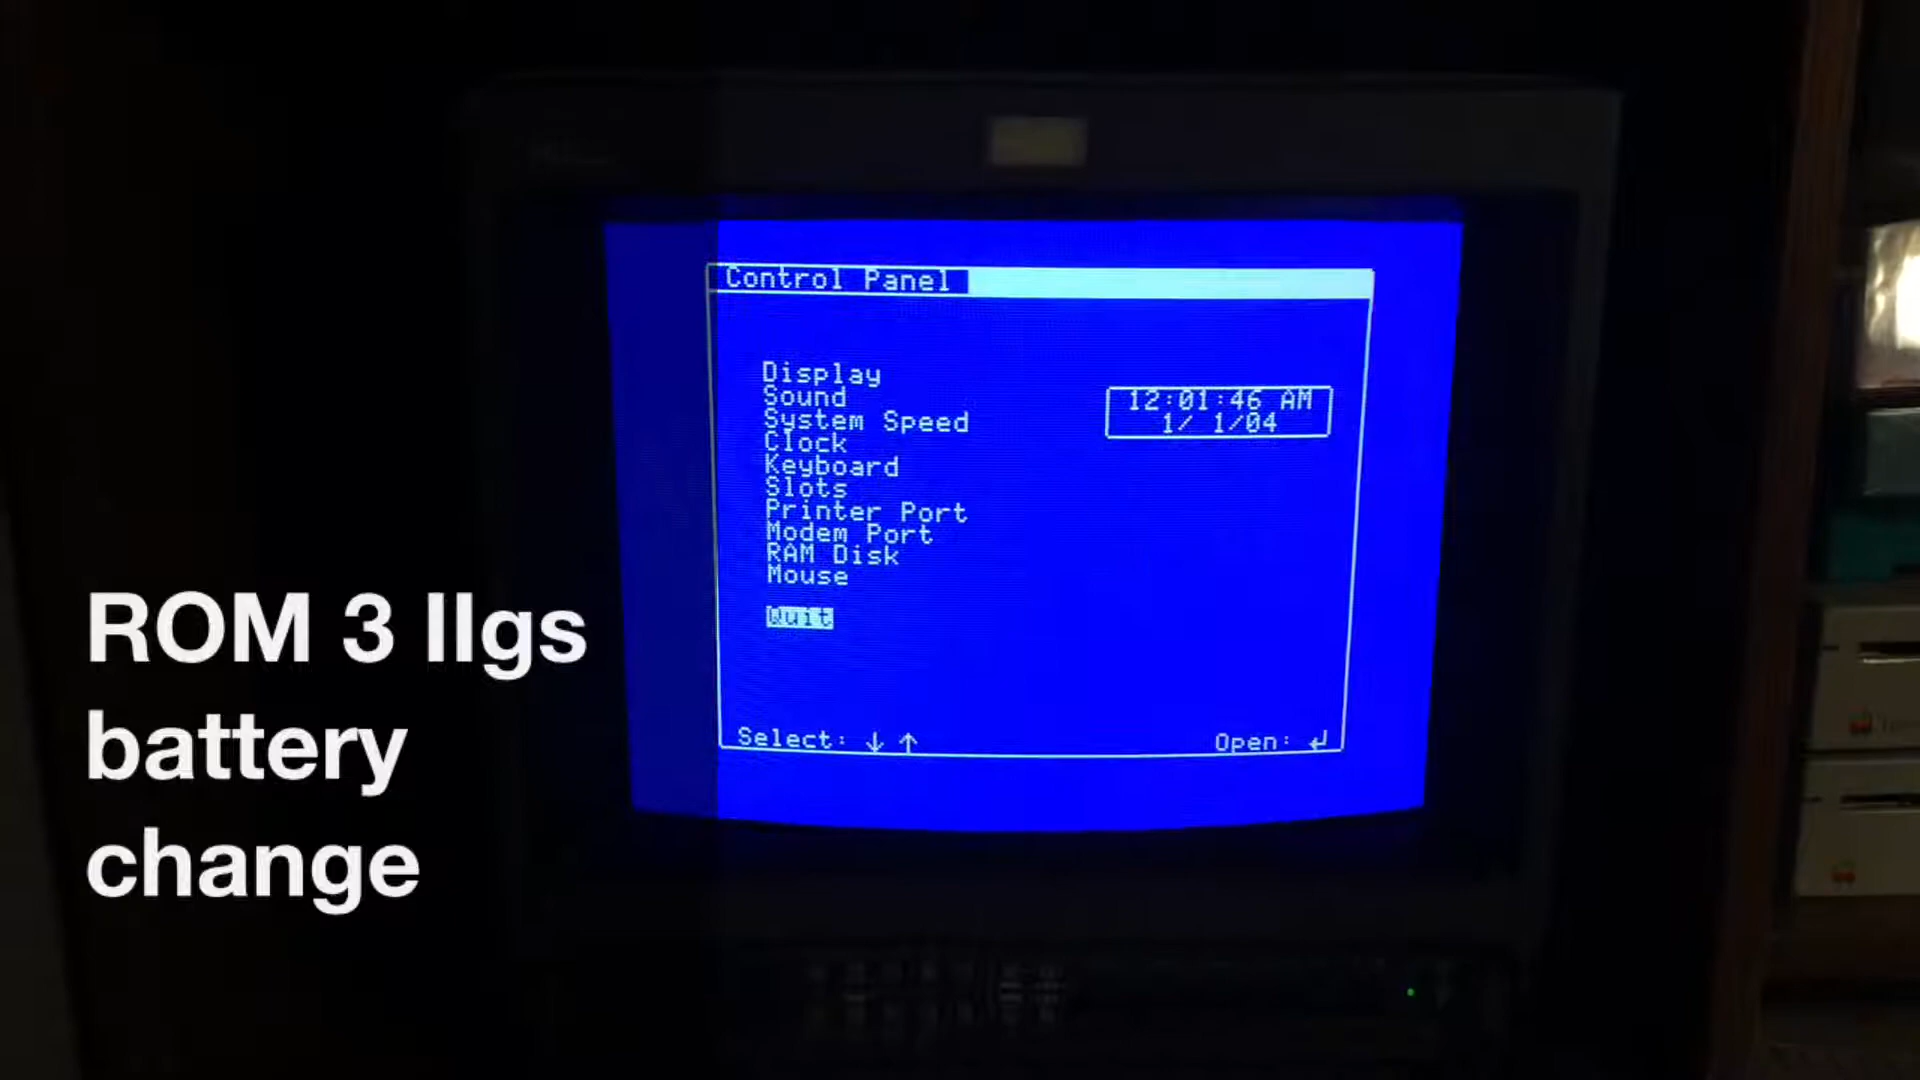 Control Panel
Display
Sound
System Speed
Clock
Keyboard
Slots
Printer Port
Modem Port
RAM Disk
Mouse
Quit
12:01:46 AM
1/ 1/04
Select: ↓ ↑
Open: ↵
ROM 3 IIgs
battery
change